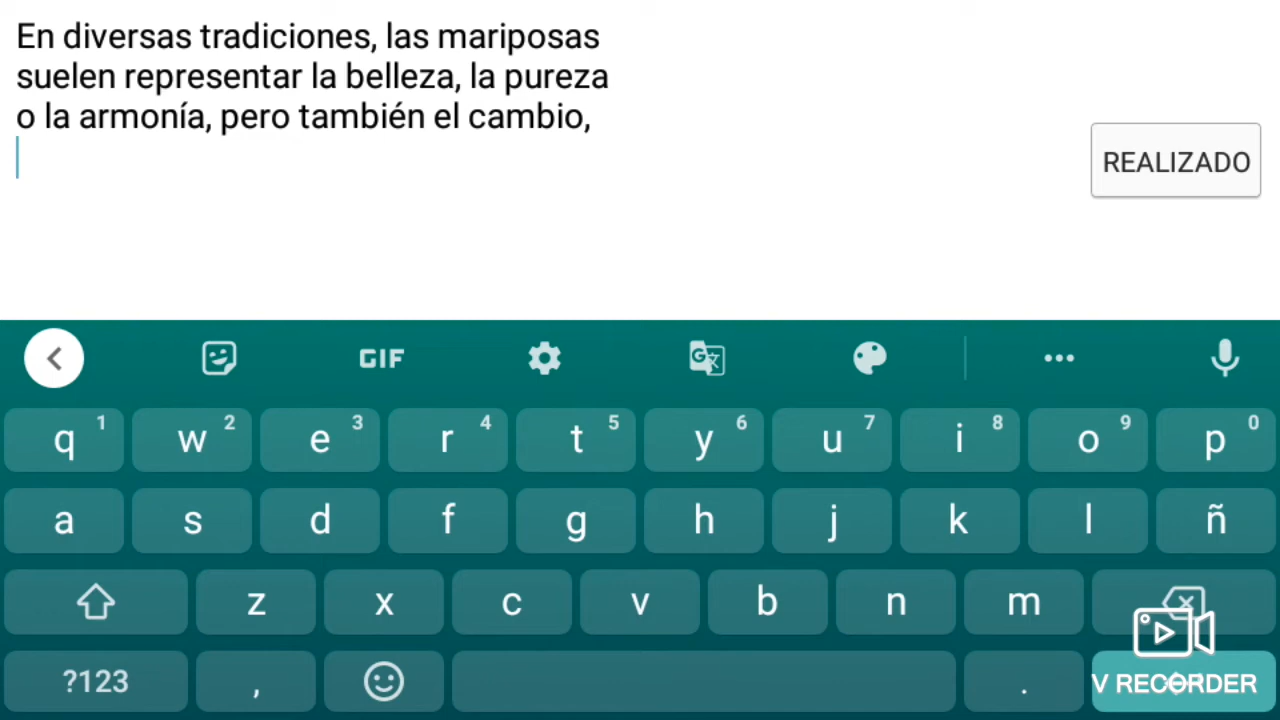 En diversas tradiciones, las mariposas
suelen representar la belleza, la pureza
o la armonía, pero también el cambio,
REALIZADO
GIF
q 1 w 2 e 3 r 4 t 5 y 6 u 7 i 8 o 9 p 0
a s d f g h j k l ñ
z x c v b n m
?123 , .
V RECORDER